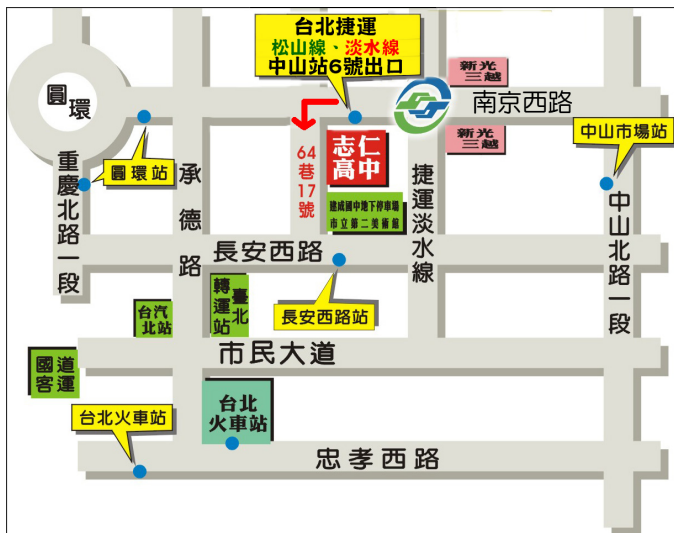 台北捷運
松山線、淡水線
中山站6號出口
新光
三越
圓環
南京西路
新光
三越
中山市場站
志仁
高中
64巷17號
圓環站
重慶北路一段
承德路
捷運淡水線
建成國中地下停車場
市立第二美術館
中山北路一段
長安西路
臺北
轉運站
台汽
北站
長安西路站
市民大道
國道
客運
台北
火車站
台北火車站
忠孝西路